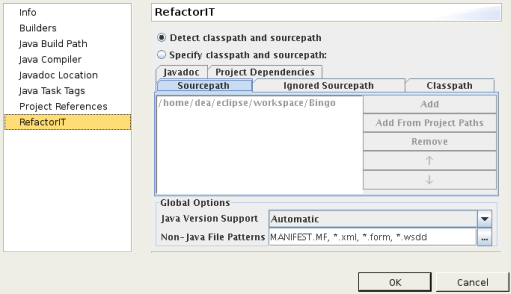 Info
Builders
Java Build Path
Java Compiler
Javadoc Location
Java Task Tags
Project References
RefactorIT
RefactorIT
Detect classpath and sourcepath
Specify classpath and sourcepath:
Javadoc Project Dependencies
Sourcepath Ignored Sourcepath Classpath
/home/dea/eclipse/workspace/Bingo
Add
Add From Project Paths
Remove
↑
↓
Global Options
Java Version Support Automatic
Non-Java File Patterns MANIFEST.MF, *.xml, *.form, *.wsdd ...
OK Cancel